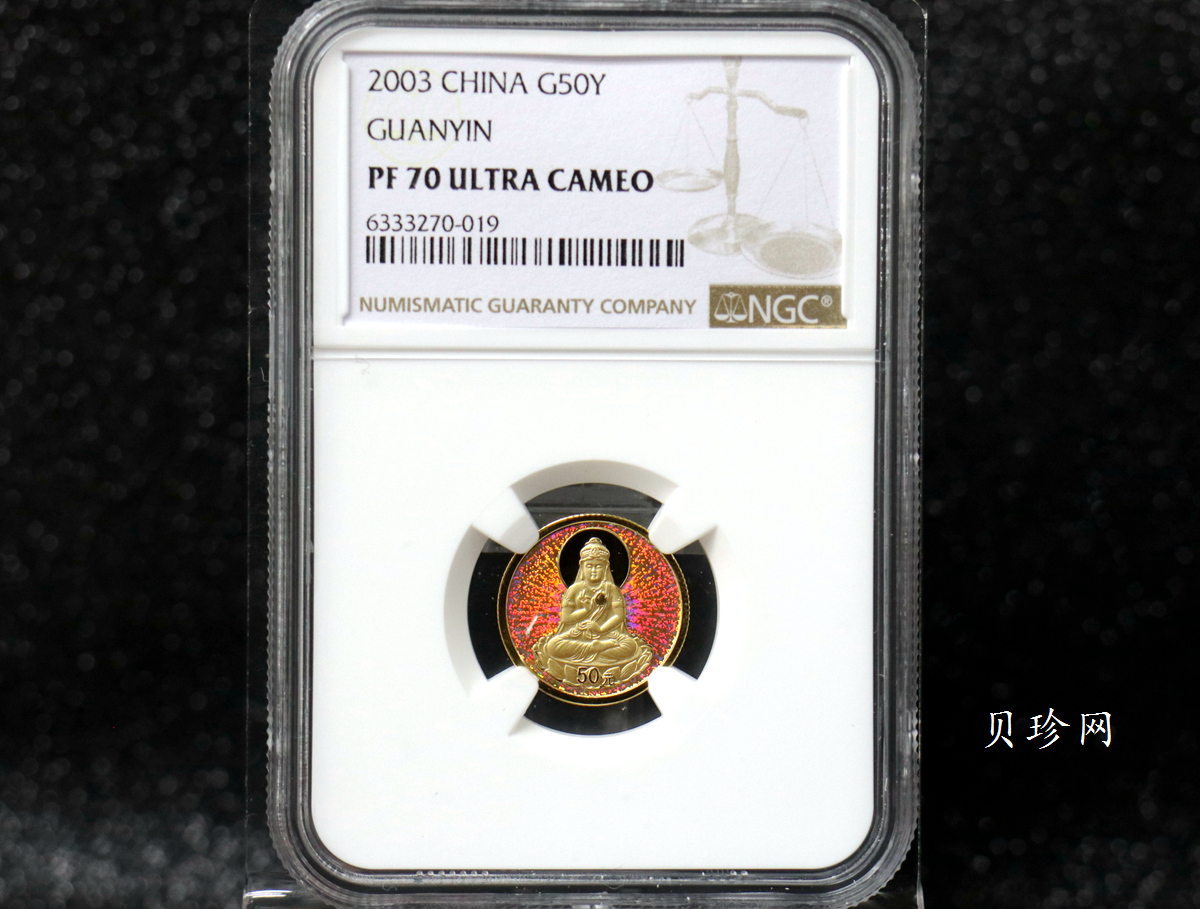 2003 CHINA G50Y
GUANYIN
PF 70 ULTRA CAMEO
6333270-019
NUMISMATIC GUARANTY COMPANY
NGC®
50元
贝珍网